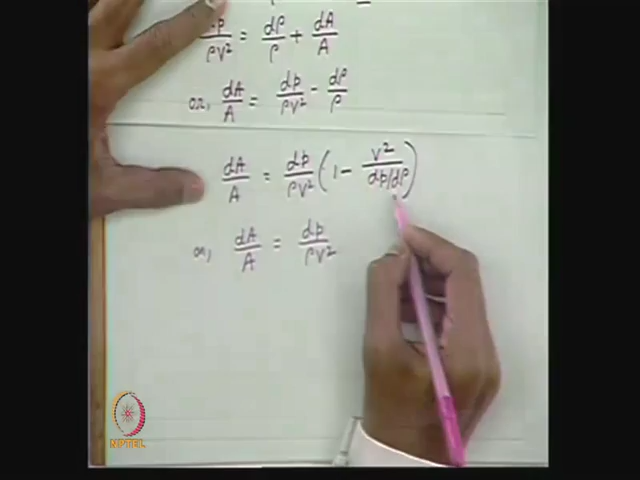 dp/ρV² = dρ/ρ + dA/A
or, dA/A = dp/ρV² - dρ/ρ
dA/A = dp/ρV² (1 - V²/dp/dρ)
or, dA/A = dp/ρV²
NPTEL